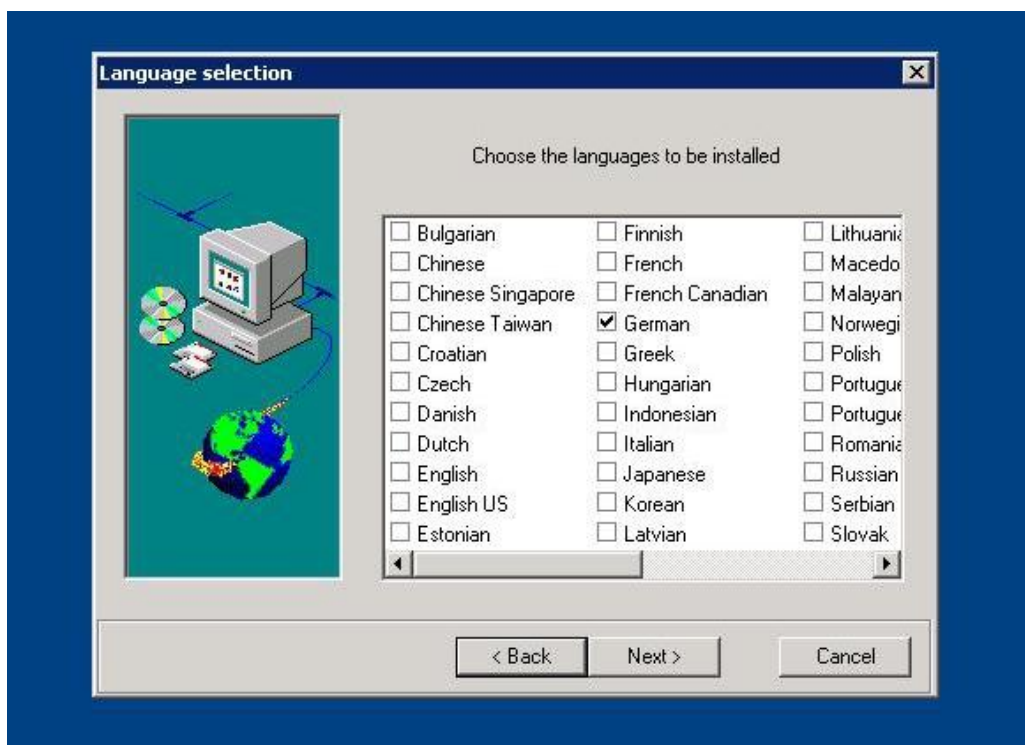 Language selection
Choose the languages to be installed
Bulgarian
Chinese
Chinese Singapore
Chinese Taiwan
Croatian
Czech
Danish
Dutch
English
English US
Estonian
Finnish
French
French Canadian
German
Greek
Hungarian
Indonesian
Italian
Japanese
Korean
Latvian
Lithuania
Macedo
Malayan
Norwegi
Polish
Portugue
Portugue
Romania
Russian
Serbian
Slovak
< Back
Next >
Cancel